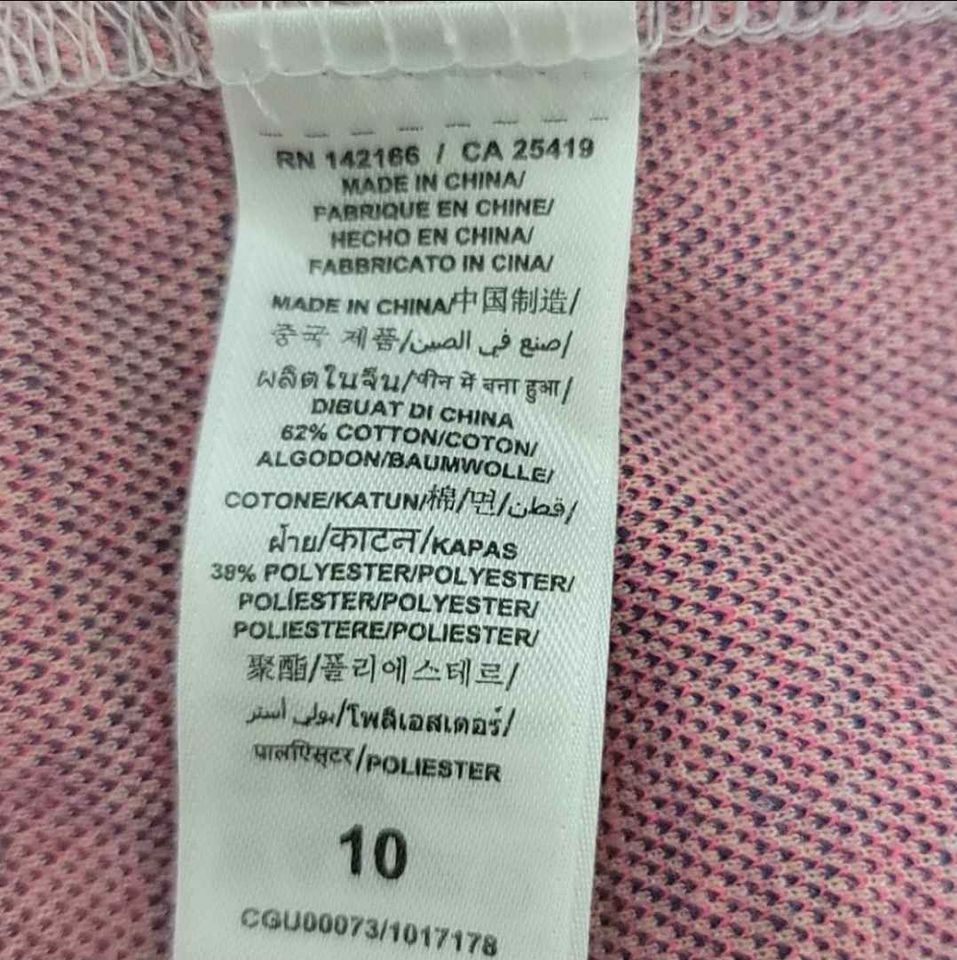 RN 142166 / CA 25419
MADE IN CHINA/
FABRIQUE EN CHINE/
HECHO EN CHINA/
FABBRICATO IN CINA/
MADE IN CHINA/中国制造/
중국 제품/صنع في الصين/
ผลิตในจีน/चीन में बना हुआ/
DIBUAT DI CHINA
62% COTTON/COTON/
ALGODON/BAUMWOLLE/
COTONE/KATUN/棉/면/قطن/
ฝ้าย/काटन/KAPAS
38% POLYESTER/POLYESTER/
POLÍESTER/POLYESTER/
POLIESTERE/POLIESTER/
聚酯/폴리에스테르/
بولي أستر/โพลิเอสเตอร์/
पालिएस्टर/POLIESTER
10
CGU00073/1017178